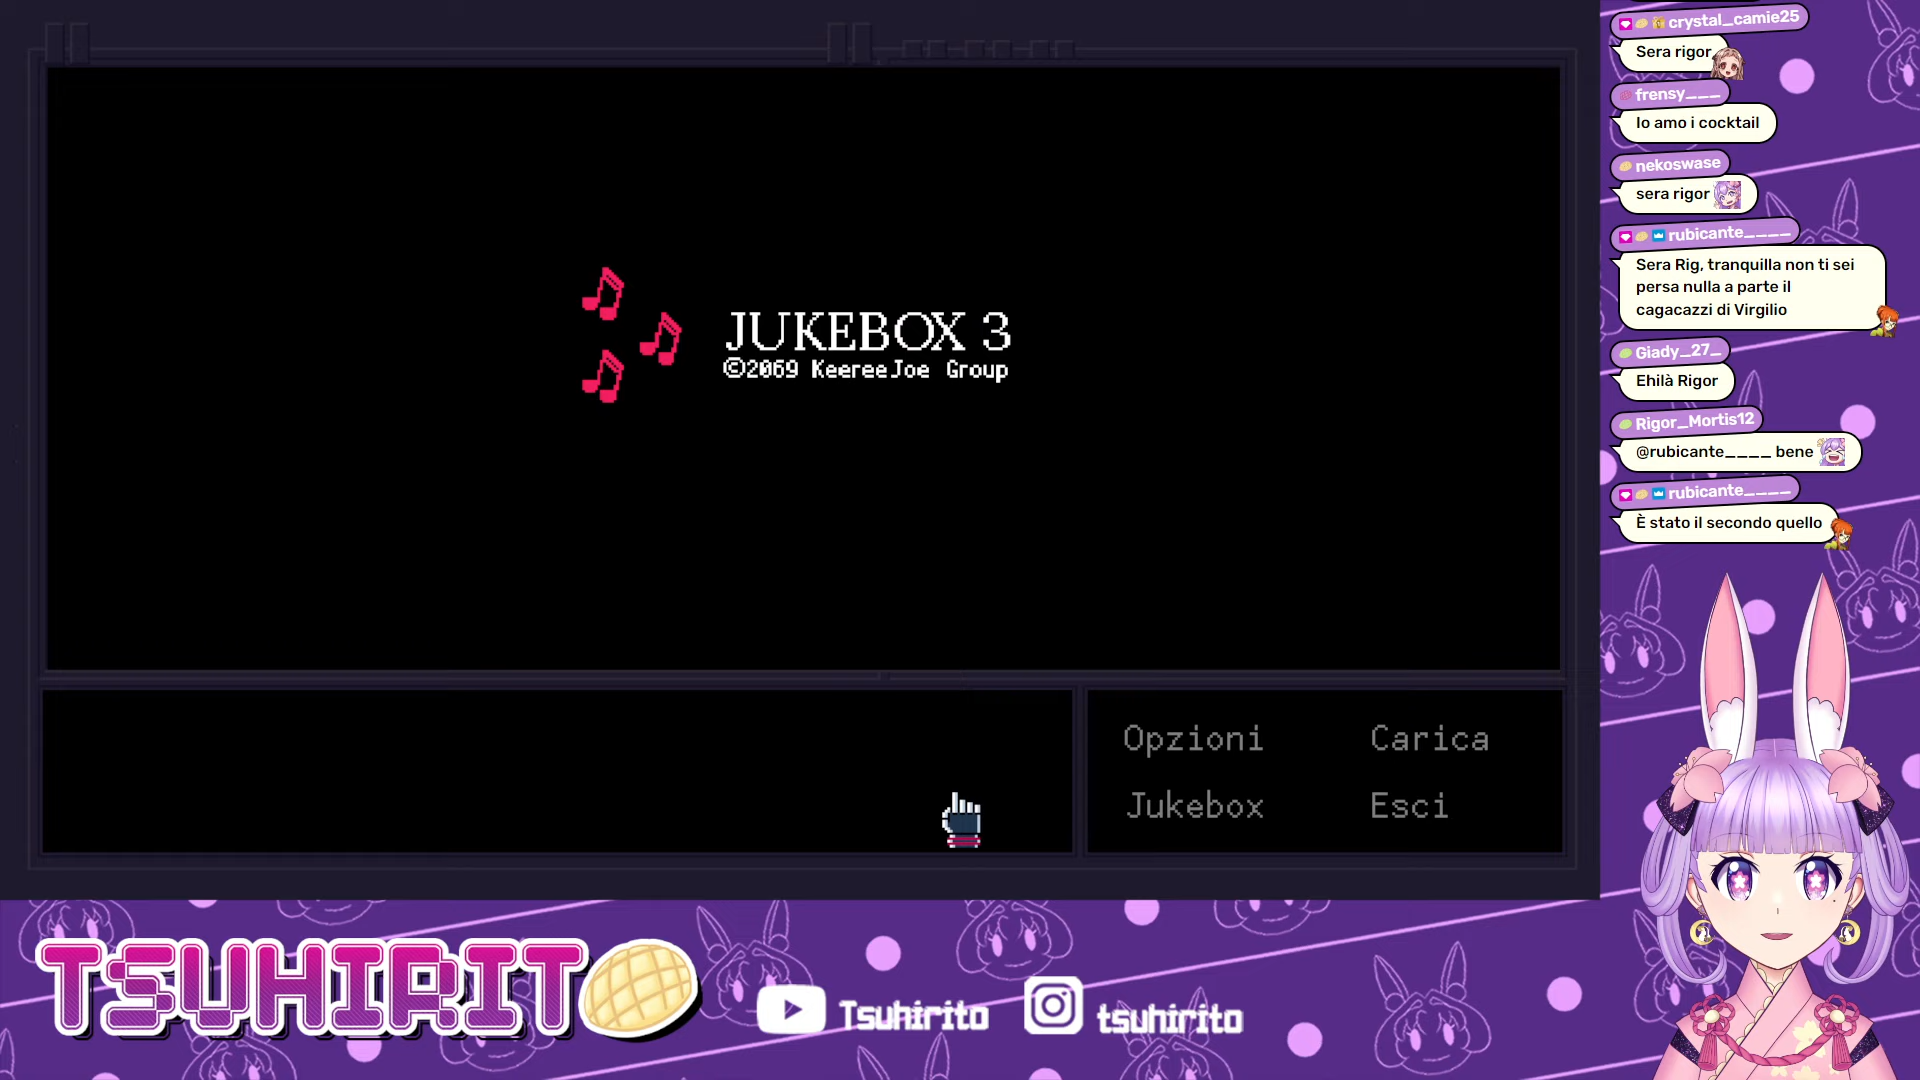 JUKEBOX 3
©2069 KeereeJoe Group
Opzioni
Carica
Jukebox
Esci
crystal_camie25
Sera rigor
frensy___
Io amo i cocktail
nekoswase
sera rigor
rubicante____
Sera Rig, tranquilla non ti sei
persa nulla a parte il
cagacazzi di Virgilio
Giady_27_
Ehilà Rigor
Rigor_Mortis12
@rubicante____ bene
rubicante____
È stato il secondo quello
TSUHIRIT
Tsuhirito
tsuhirito